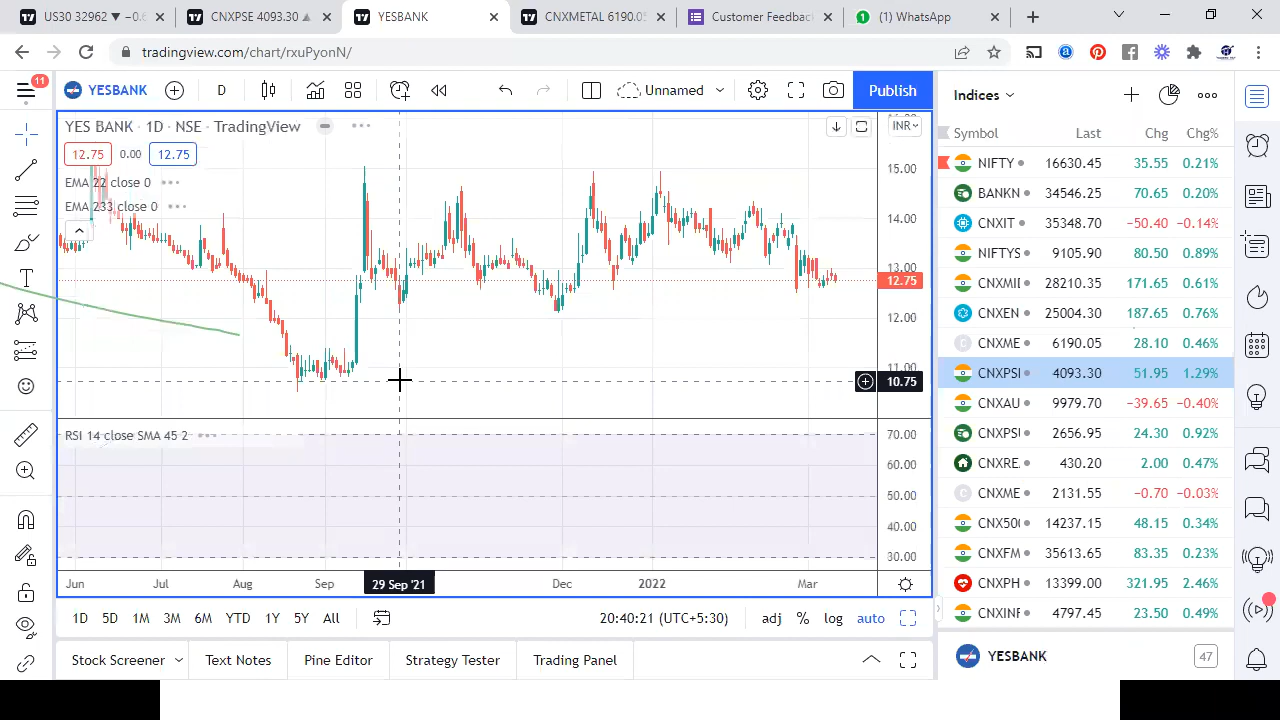 US30 32962 −0.6
CNXPSE 4093.30
YESBANK
CNXMETAL 6190.05
Customer Feedback
(1) WhatsApp
tradingview.com/chart/rxuPyonN/
11
YESBANK
D
Unnamed
Publish
Indices
YES BANK · 1D · NSE · TradingView
INR
12.75 0.00 12.75
EMA 22 close 0
EMA 233 close 0
15.00
14.00
13.00
12.75
12.00
11.00
10.75
RSI 14 close SMA 45 2
70.00
60.00
50.00
40.00
30.00
Jun Jul Aug Sep 29 Sep '21 Dec 2022 Mar
1D 5D 1M 3M 6M YTD 1Y 5Y All
20:40:21 (UTC+5:30) adj % log auto
Stock Screener Text Notes Pine Editor Strategy Tester Trading Panel
Symbol Last Chg Chg%
NIFTY 16630.45 35.55 0.21%
BANKN 34546.25 70.65 0.20%
CNXIT 35348.70 −50.40 −0.14%
NIFTYS 9105.90 80.50 0.89%
CNXMI 28210.35 171.65 0.61%
CNXEN 25004.30 187.65 0.76%
CNXME 6190.05 28.10 0.46%
CNXPSI 4093.30 51.95 1.29%
CNXAU 9979.70 −39.65 −0.40%
CNXPSU 2656.95 24.30 0.92%
CNXRE 430.20 2.00 0.47%
CNXME 2131.55 −0.70 −0.03%
CNX500 14237.15 48.15 0.34%
CNXFM 35613.65 83.35 0.23%
CNXPH 13399.00 321.95 2.46%
CNXINF 4797.45 23.50 0.49%
YESBANK 47